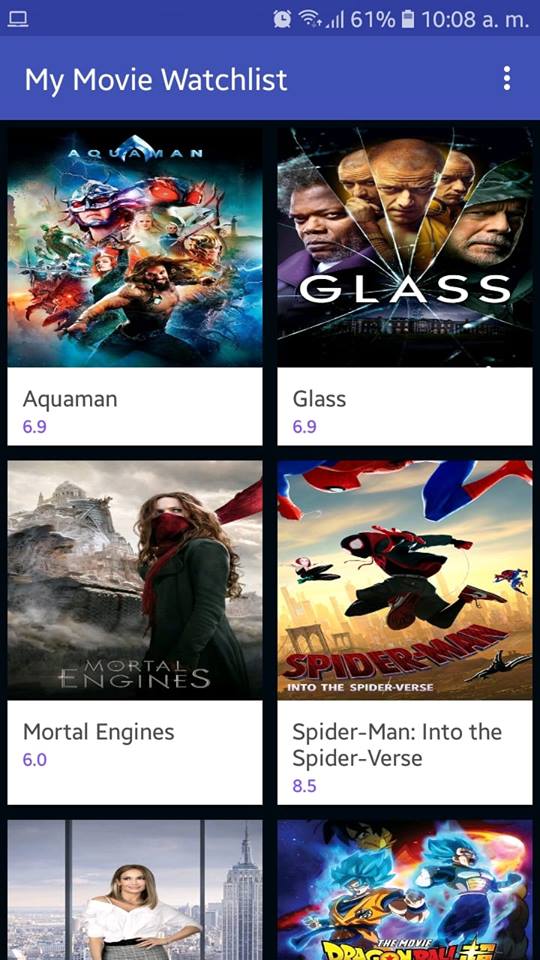 61% 10:08 a. m.
My Movie Watchlist
AQUAMAN
GLASS
Aquaman
6.9
Glass
6.9
MORTAL
ENGINES
SPIDER-MAN
INTO THE SPIDER-VERSE
Mortal Engines
6.0
Spider-Man: Into the
Spider-Verse
8.5
THE MOVIE
DRAGON BALL